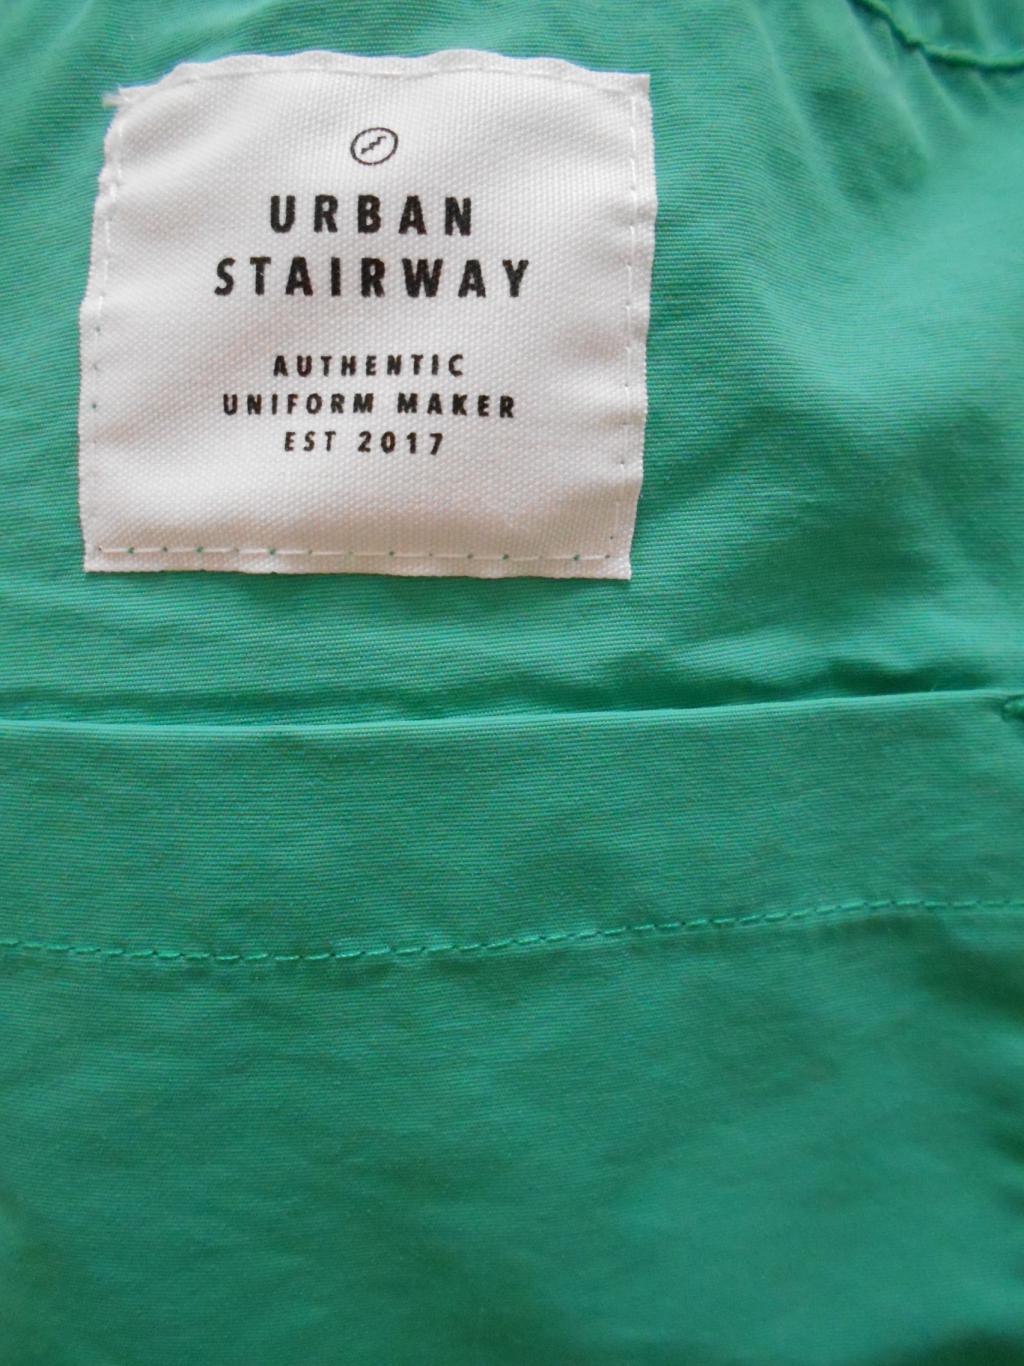 URBAN
STAIRWAY
AUTHENTIC
UNIFORM MAKER
EST 2017